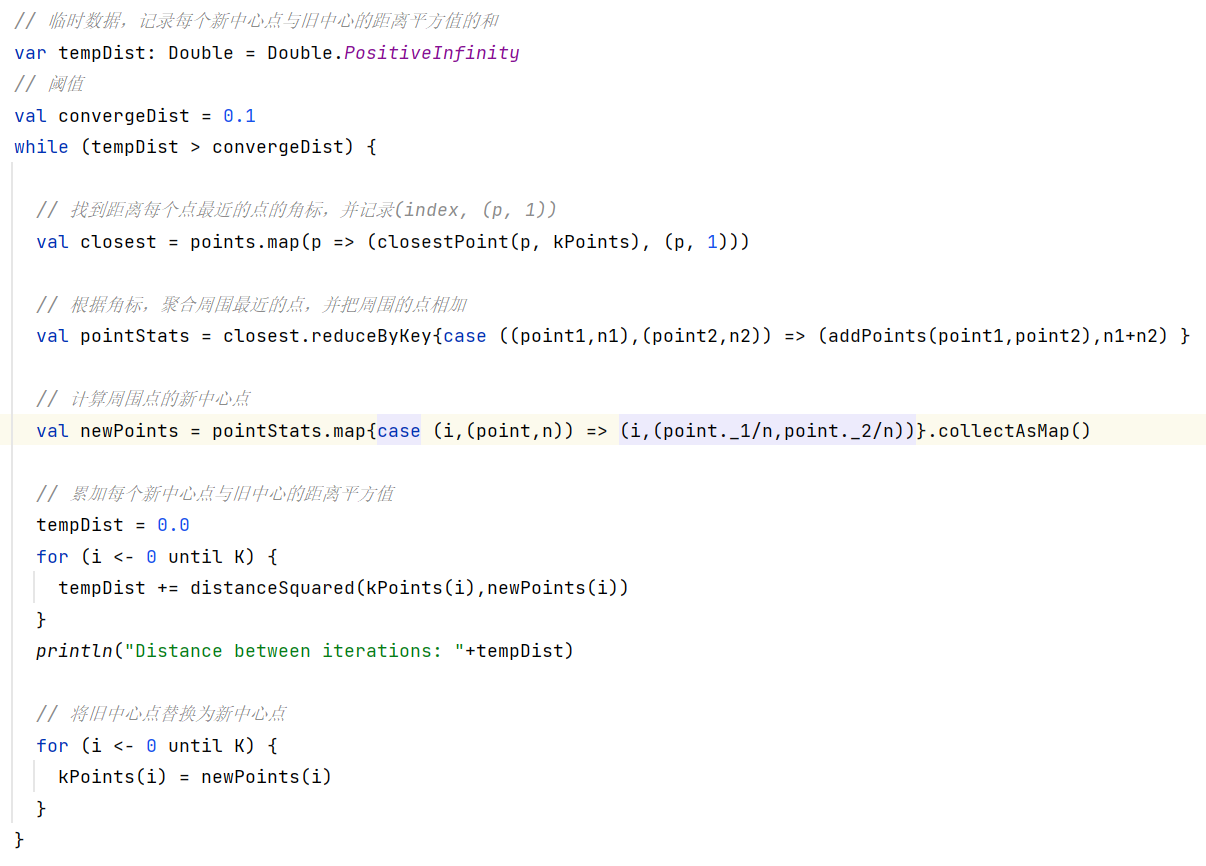 // 临时数据，记录每个新中心点与旧中心的距离平方值的和
var tempDist: Double = Double.PositiveInfinity
// 阈值
val convergeDist = 0.1
while (tempDist > convergeDist) {
// 找到距离每个点最近的点的角标，并记录(index, (p, 1))
val closest = points.map(p => (closestPoint(p, kPoints), (p, 1)))
// 根据角标，聚合周围最近的点，并把周围的点相加
val pointStats = closest.reduceByKey{case ((point1,n1),(point2,n2)) => (addPoints(point1,point2),n1+n2) }
// 计算周围点的新中心点
val newPoints = pointStats.map{case (i,(point,n)) => (i,(point._1/n,point._2/n))}.collectAsMap()
// 累加每个新中心点与旧中心的距离平方值
tempDist = 0.0
for (i <- 0 until K) {
tempDist += distanceSquared(kPoints(i),newPoints(i))
}
println("Distance between iterations: "+tempDist)
// 将旧中心点替换为新中心点
for (i <- 0 until K) {
kPoints(i) = newPoints(i)
}
}